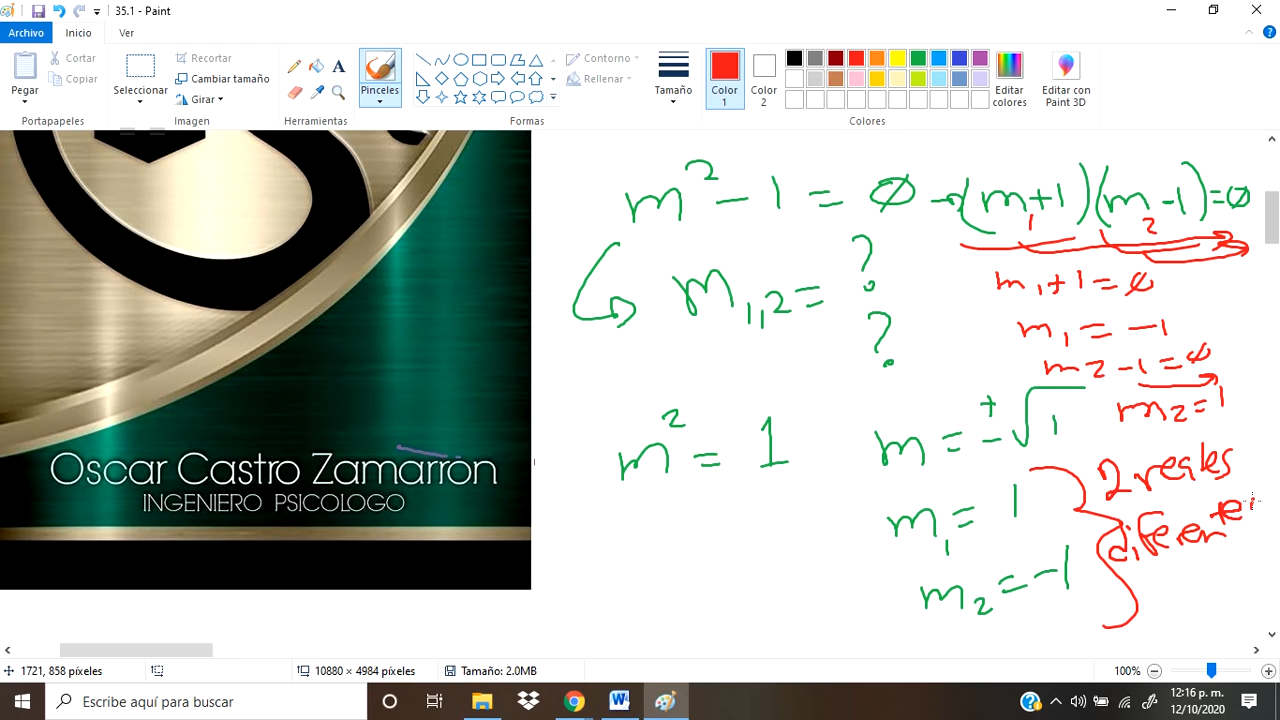 35.1 - Paint
Archivo Inicio Ver
Pegar
Cortar
Copiar
Portapapeles
Seleccionar
Recortar
Cambiar tamaño
Girar
Imagen
Herramientas
Pinceles
Contorno
Rellenar
Formas
Tamaño
Color 1
Color 2
Editar colores
Editar con Paint 3D
Colores
m² - 1 = 0 → (m+1)(m-1)=0
1 2
m₁,₂ = ? ?
m₁ + 1 = 0
m₁ = -1
m2 - 1 = 0
m2 = 1
m² = 1
m = ± √1
m₁ = 1
m₂ = -1
2 reales
diferente
Oscar Castro Zamarrón
INGENIERO PSICOLOGO
1721, 858 píxeles
10880 × 4984 píxeles
Tamaño: 2.0MB
100%
Escribe aquí para buscar
12:16 p. m.
12/10/2020